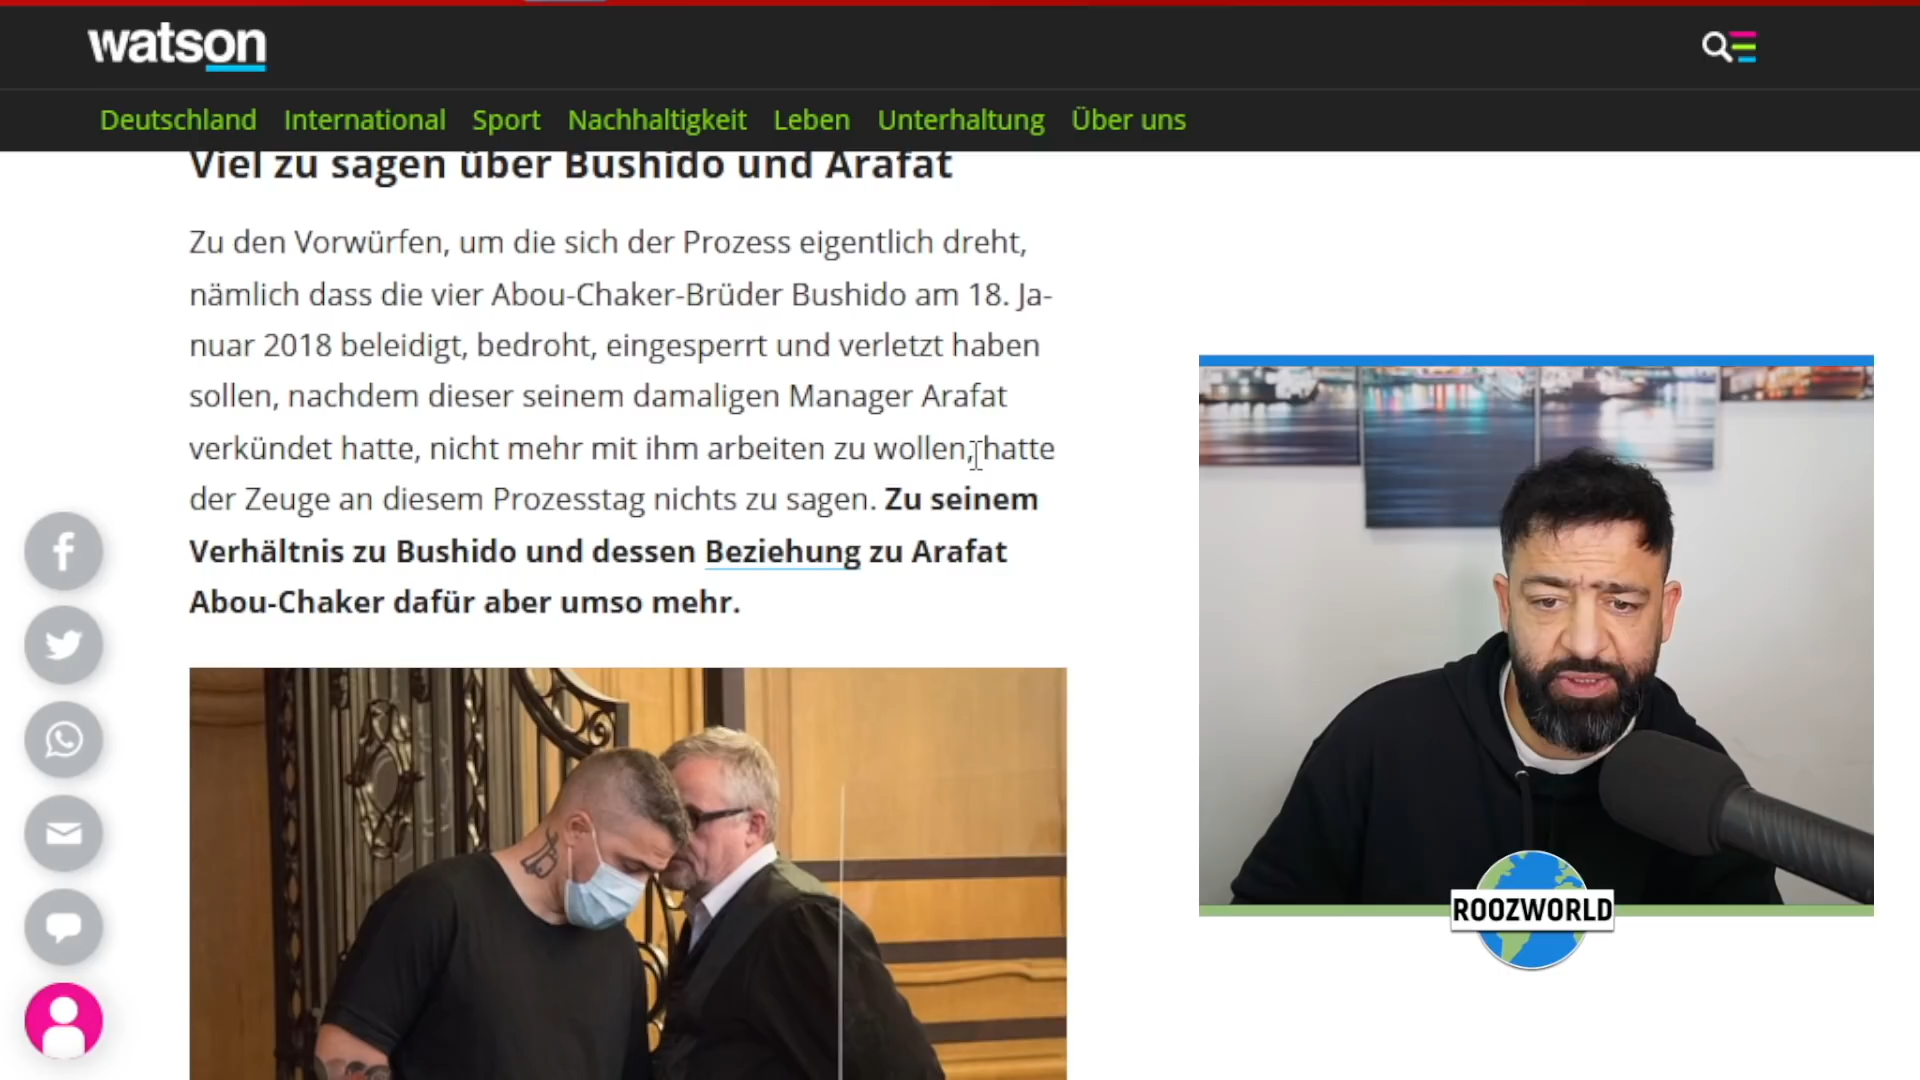 watson
Deutschland International Sport Nachhaltigkeit Leben Unterhaltung Über uns
Viel zu sagen über Bushido und Arafat
Zu den Vorwürfen, um die sich der Prozess eigentlich dreht,
nämlich dass die vier Abou-Chaker-Brüder Bushido am 18. Ja-
nuar 2018 beleidigt, bedroht, eingesperrt und verletzt haben
sollen, nachdem dieser seinem damaligen Manager Arafat
verkündet hatte, nicht mehr mit ihm arbeiten zu wollen, hatte
der Zeuge an diesem Prozesstag nichts zu sagen. Zu seinem
Verhältnis zu Bushido und dessen Beziehung zu Arafat
Abou-Chaker dafür aber umso mehr.
ROOZWORLD